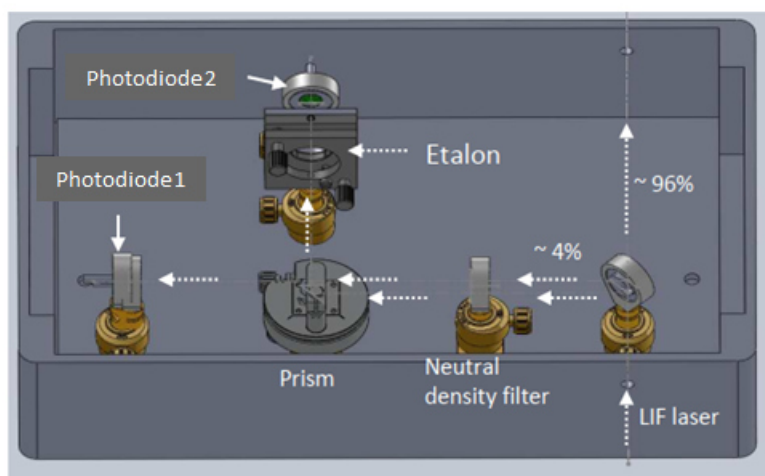 Photodiode2
Etalon
Photodiode1
~ 96%
~ 4%
Prism
Neutral
density filter
LIF laser